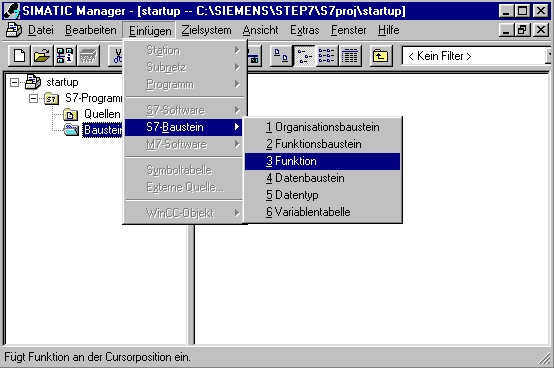 SIMATIC Manager - [startup -- C:\SIEMENS\STEP7\S7proj\startup]
Datei Bearbeiten Einfügen Zielsystem Ansicht Extras Fenster Hilfe
< Kein Filter >
Station
Subnetz
Programm
S7-Software
S7-Baustein
M7-Software
Symboltabelle
Externe Quelle...
WinCC-Objekt
1 Organisationsbaustein
2 Funktionsbaustein
3 Funktion
4 Datenbaustein
5 Datentyp
6 Variablentabelle
startup
S7-Programm
Quellen
Baustein
Fügt Funktion an der Cursorposition ein.